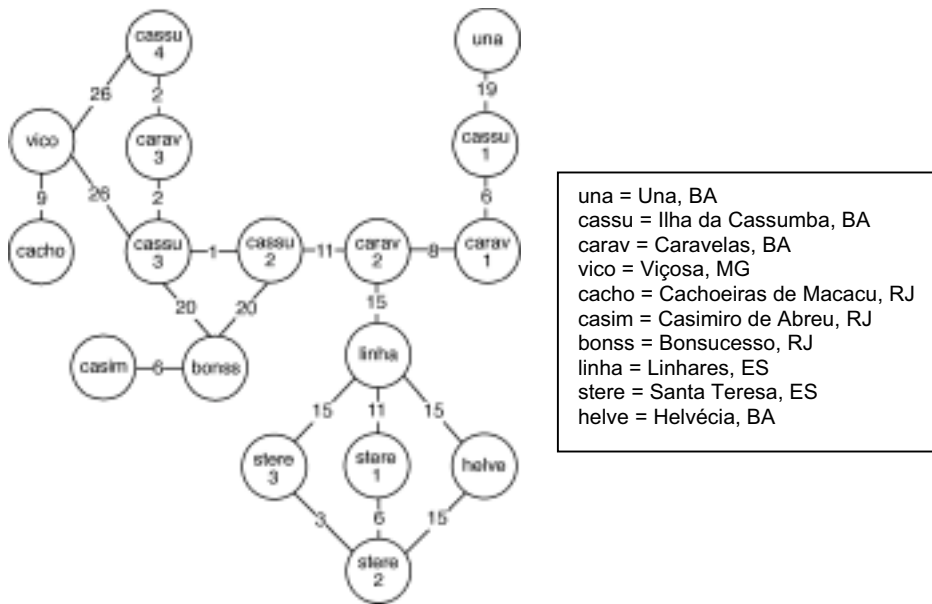 cassu
4
una
26
2
19
vico
carav
3
cassu
1
9
26
2
6
cacho
cassu
3
1
cassu
2
11
carav
2
8
carav
1
20
20
15
casim
6
bonss
linha
15
11
15
stere
3
stere
1
helve
3
6
15
stere
2
una = Una, BA
cassu = Ilha da Cassumba, BA
carav = Caravelas, BA
vico = Viçosa, MG
cacho = Cachoeiras de Macacu, RJ
casim = Casimiro de Abreu, RJ
bonss = Bonsucesso, RJ
linha = Linhares, ES
stere = Santa Teresa, ES
helve = Helvécia, BA